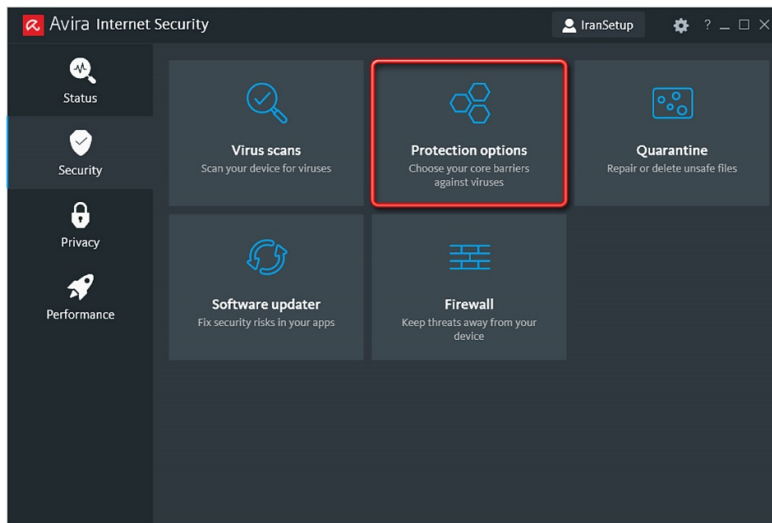 Avira Internet Security
IranSetup
?
Status
Security
Privacy
Performance
Virus scans
Scan your device for viruses
Protection options
Choose your core barriers
against viruses
Quarantine
Repair or delete unsafe files
Software updater
Fix security risks in your apps
Firewall
Keep threats away from your
device